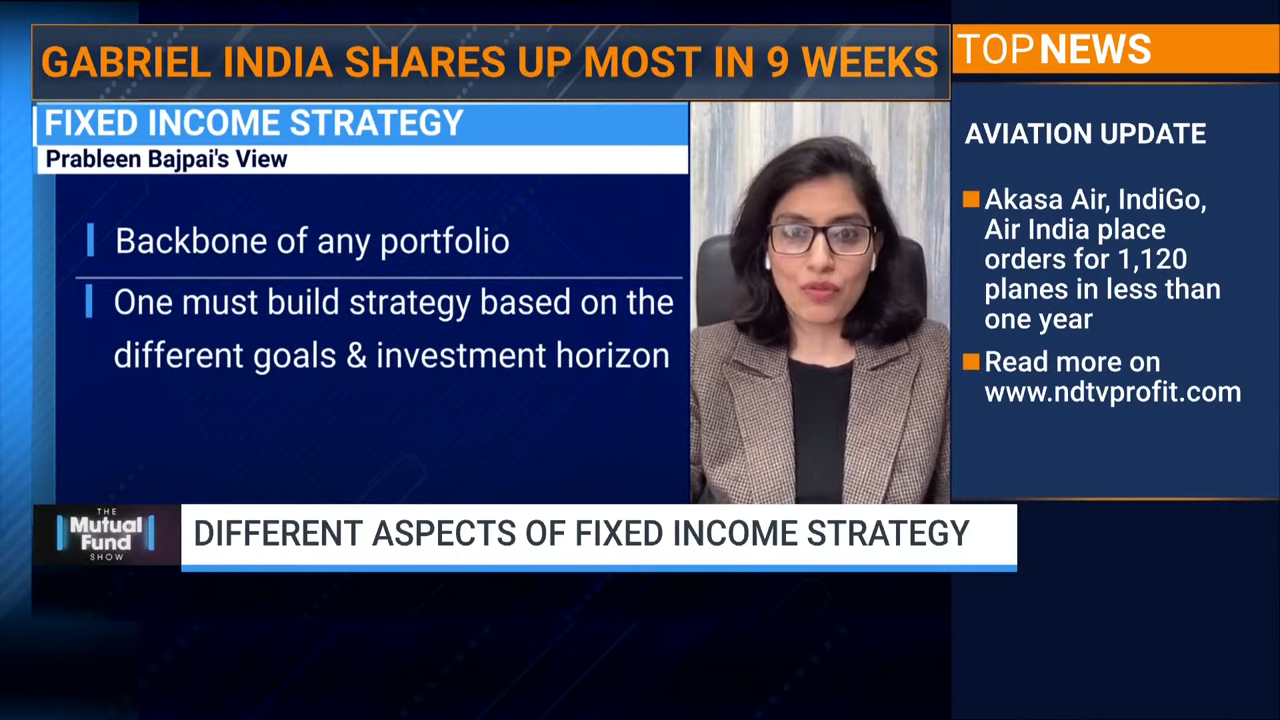 GABRIEL INDIA SHARES UP MOST IN 9 WEEKS
FIXED INCOME STRATEGY
Prableen Bajpai's View
Backbone of any portfolio
One must build strategy based on the
different goals & investment horizon
TOP NEWS
AVIATION UPDATE
Akasa Air, IndiGo,
Air India place
orders for 1,120
planes in less than
one year
Read more on
www.ndtvprofit.com
THE
Mutual
Fund
SHOW
DIFFERENT ASPECTS OF FIXED INCOME STRATEGY